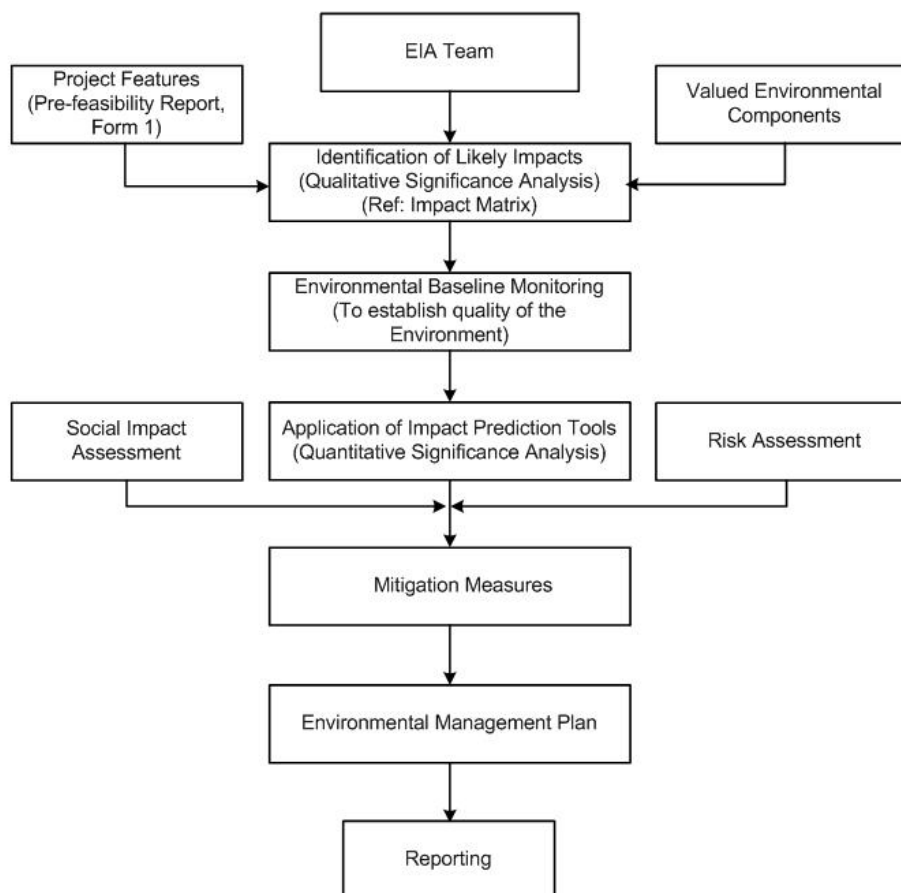 EIA Team
Project Features
(Pre-feasibility Report,
Form 1)
Valued Environmental
Components
Identification of Likely Impacts
(Qualitative Significance Analysis)
(Ref: Impact Matrix)
Environmental Baseline Monitoring
(To establish quality of the
Environment)
Social Impact
Assessment
Application of Impact Prediction Tools
(Quantitative Significance Analysis)
Risk Assessment
Mitigation Measures
Environmental Management Plan
Reporting